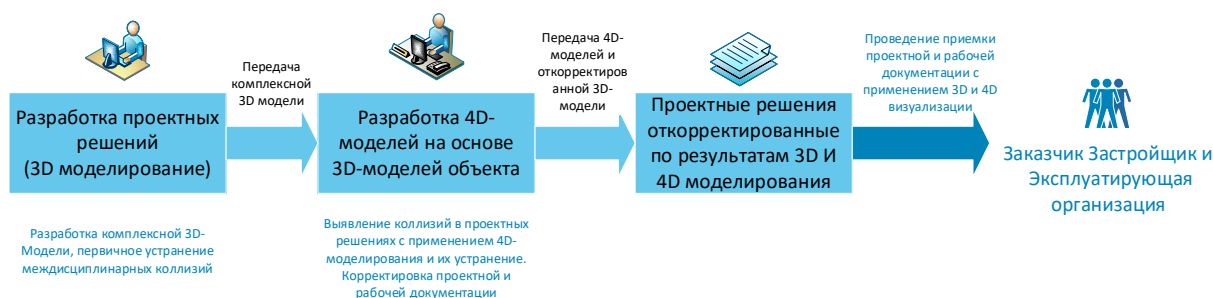 Передача
комплексной
3D модели
Передача 4D-
моделей и
откорректиров
анной 3D-
модели
Проведение приемки
проектной и рабочей
документации с
применением 3D и 4D
визуализации
Разработка проектных
решений
(3D моделирование)
Разработка 4D-
моделей на основе
3D-моделей объекта
Проектные решения
откорректированные
по результатам 3D И
4D моделирования
Заказчик Застройщик и
Эксплуатирующая
организация
Разработка комплексной 3D-
Модели, первичное устранение
междисциплинарных коллизий
Выявление коллизий в проектных
решениях с применением 4D-
моделирования и их устранение.
Корректировка проектной и
рабочей документации